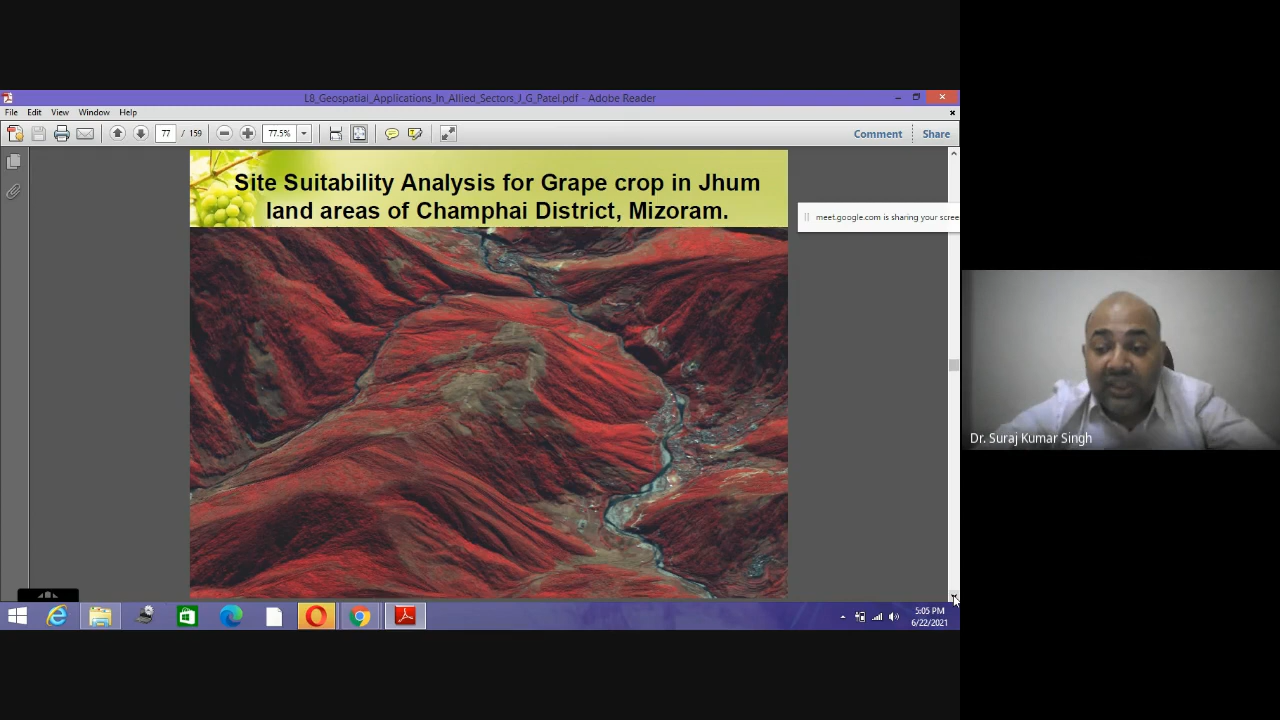 L8_Geospatial_Applications_In_Allied_Sectors_J_G_Patel.pdf - Adobe Reader
File Edit View Window Help
77 / 159 77.5% Comment Share
Site Suitability Analysis for Grape crop in Jhum
land areas of Champhai District, Mizoram.
meet.google.com is sharing your scree
Dr. Suraj Kumar Singh
5:05 PM
6/22/2021